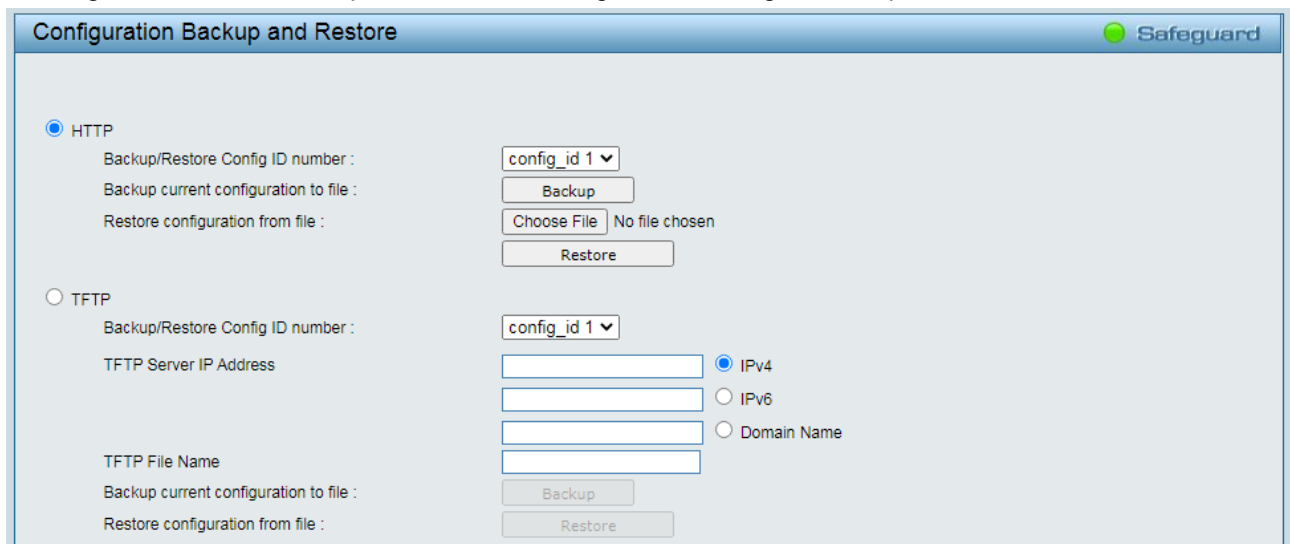 Configuration Backup and Restore
Safeguard
HTTP
Backup/Restore Config ID number :
config_id 1
Backup current configuration to file :
Backup
Restore configuration from file :
Choose File No file chosen
Restore
TFTP
Backup/Restore Config ID number :
config_id 1
TFTP Server IP Address
IPv4
IPv6
Domain Name
TFTP File Name
Backup current configuration to file :
Backup
Restore configuration from file :
Restore